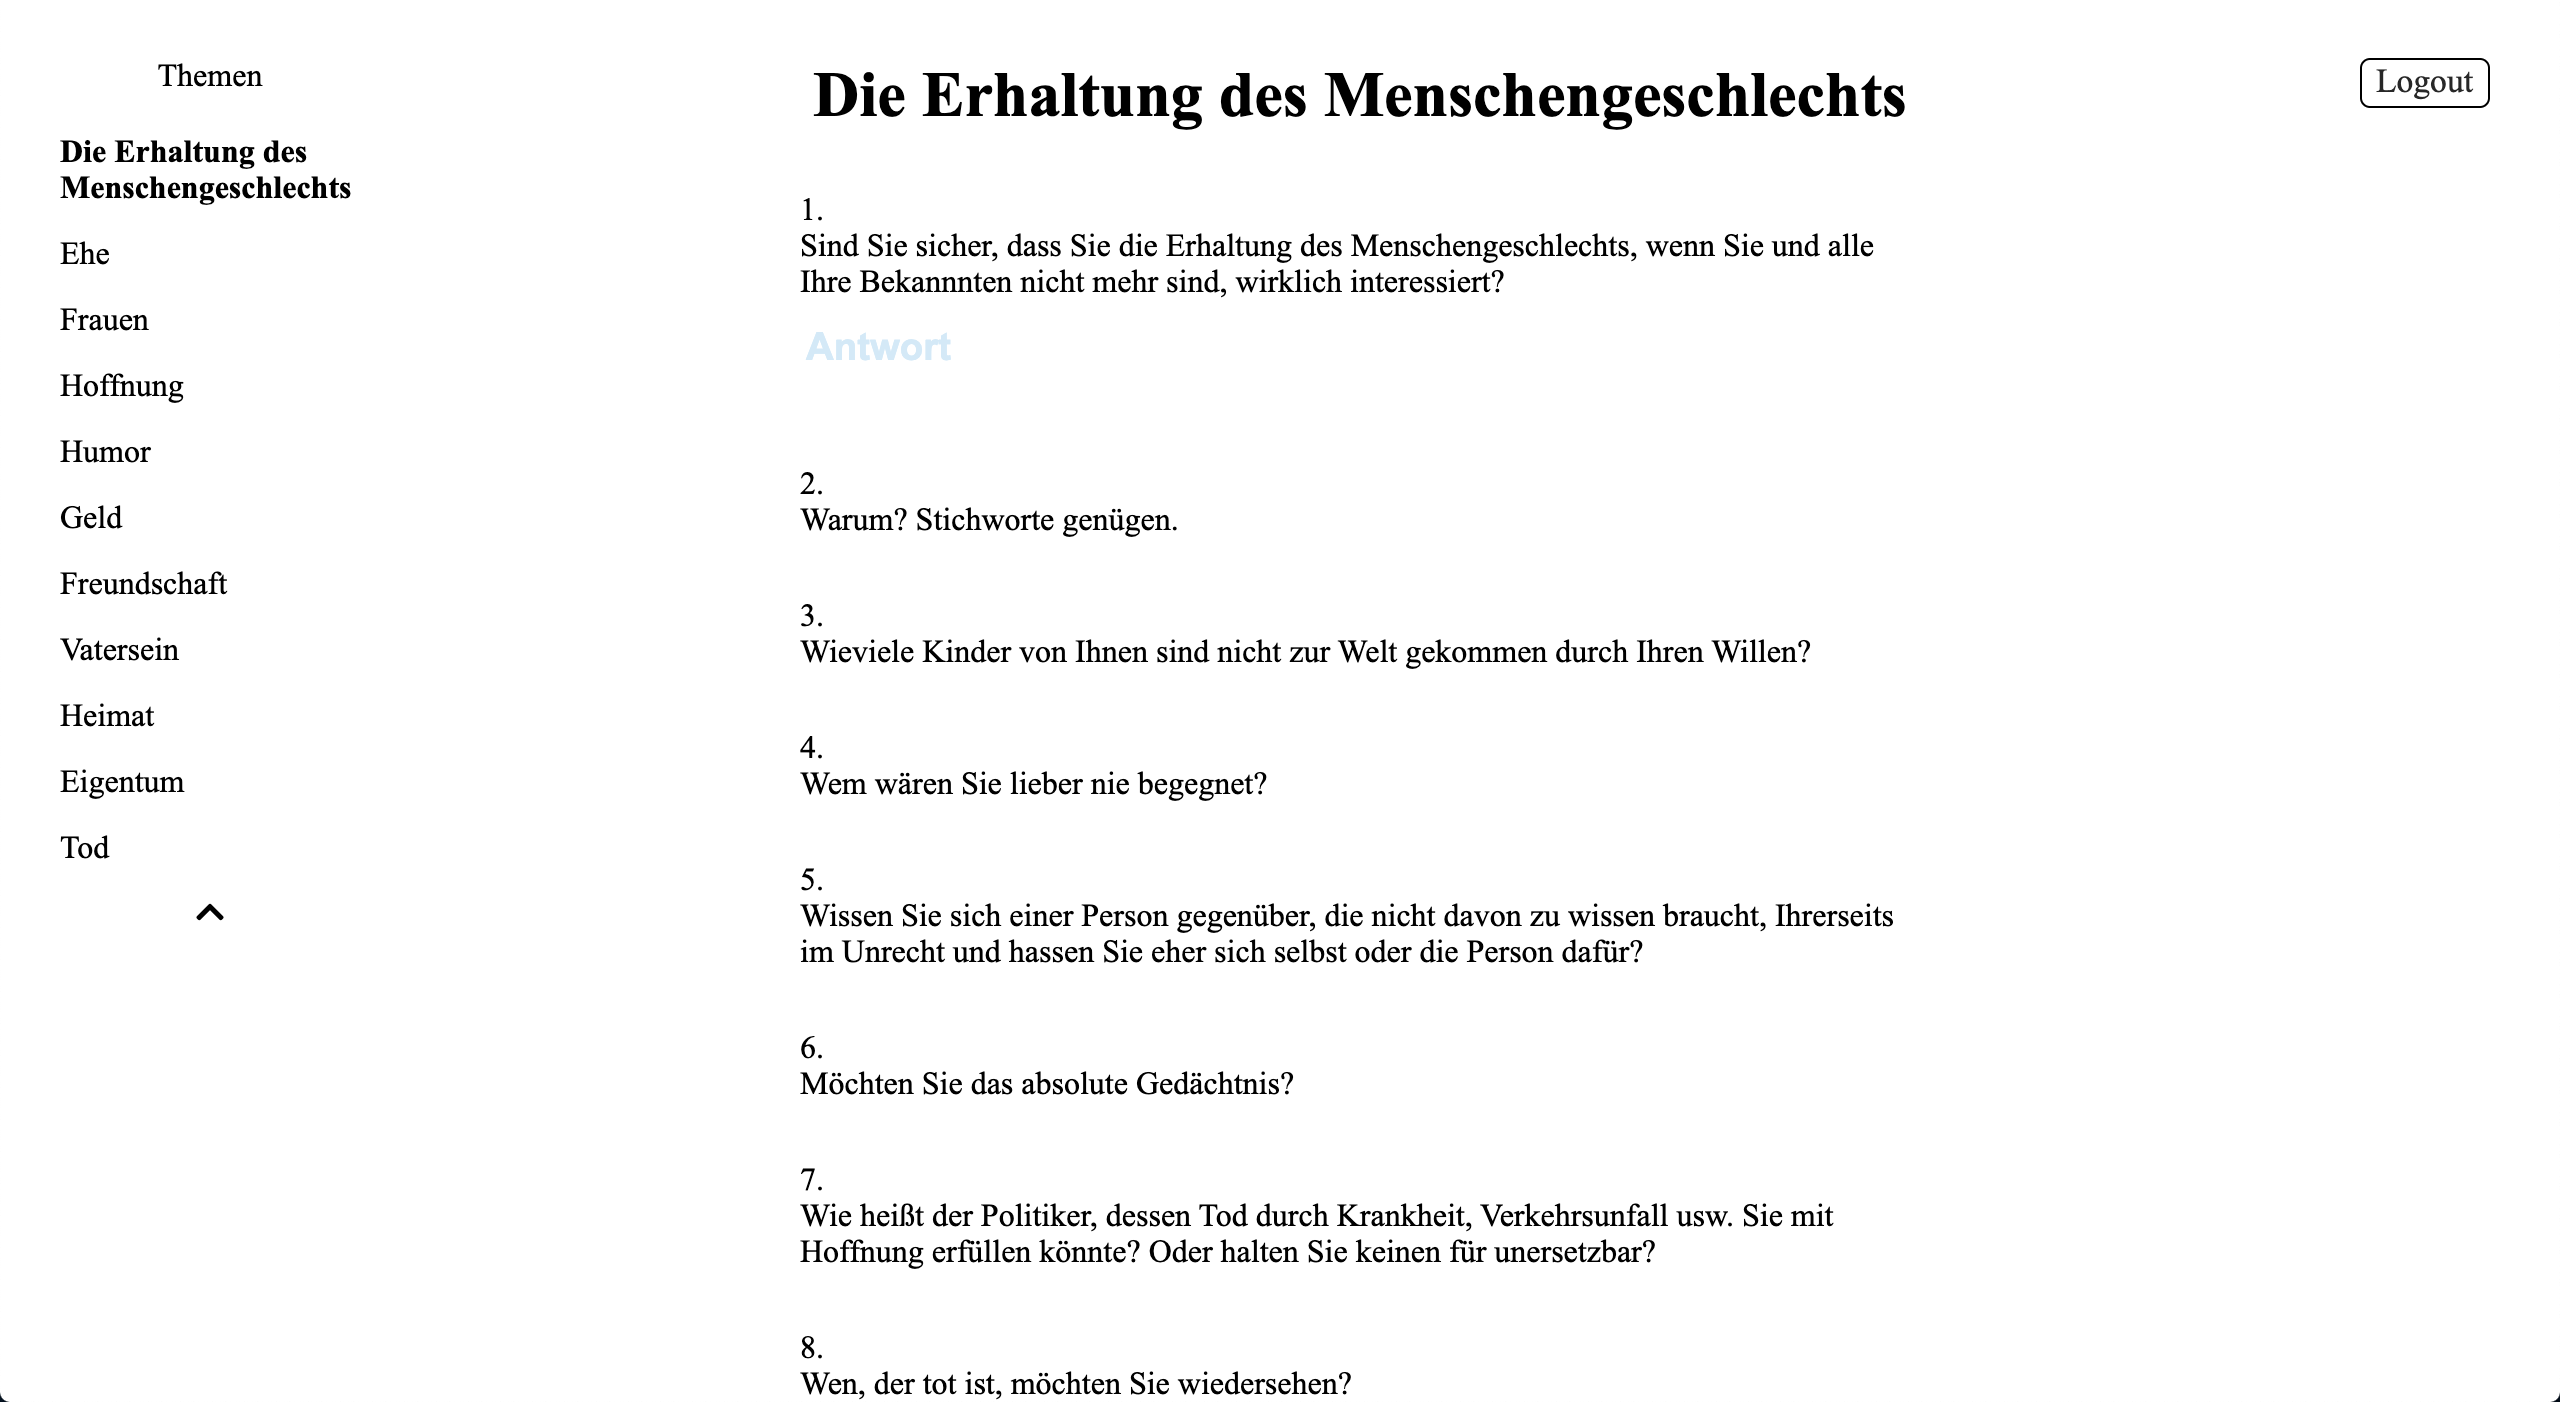 Themen
Die Erhaltung des
Menschengeschlechts
Ehe
Frauen
Hoffnung
Humor
Geld
Freundschaft
Vatersein
Heimat
Eigentum
Tod
Die Erhaltung des Menschengeschlechts
Logout
1.
Sind Sie sicher, dass Sie die Erhaltung des Menschengeschlechts, wenn Sie und alle
Ihre Bekannnten nicht mehr sind, wirklich interessiert?
Antwort
2.
Warum? Stichworte genügen.
3.
Wieviele Kinder von Ihnen sind nicht zur Welt gekommen durch Ihren Willen?
4.
Wem wären Sie lieber nie begegnet?
5.
Wissen Sie sich einer Person gegenüber, die nicht davon zu wissen braucht, Ihrerseits
im Unrecht und hassen Sie eher sich selbst oder die Person dafür?
6.
Möchten Sie das absolute Gedächtnis?
7.
Wie heißt der Politiker, dessen Tod durch Krankheit, Verkehrsunfall usw. Sie mit
Hoffnung erfüllen könnte? Oder halten Sie keinen für unersetzbar?
8.
Wen, der tot ist, möchten Sie wiedersehen?